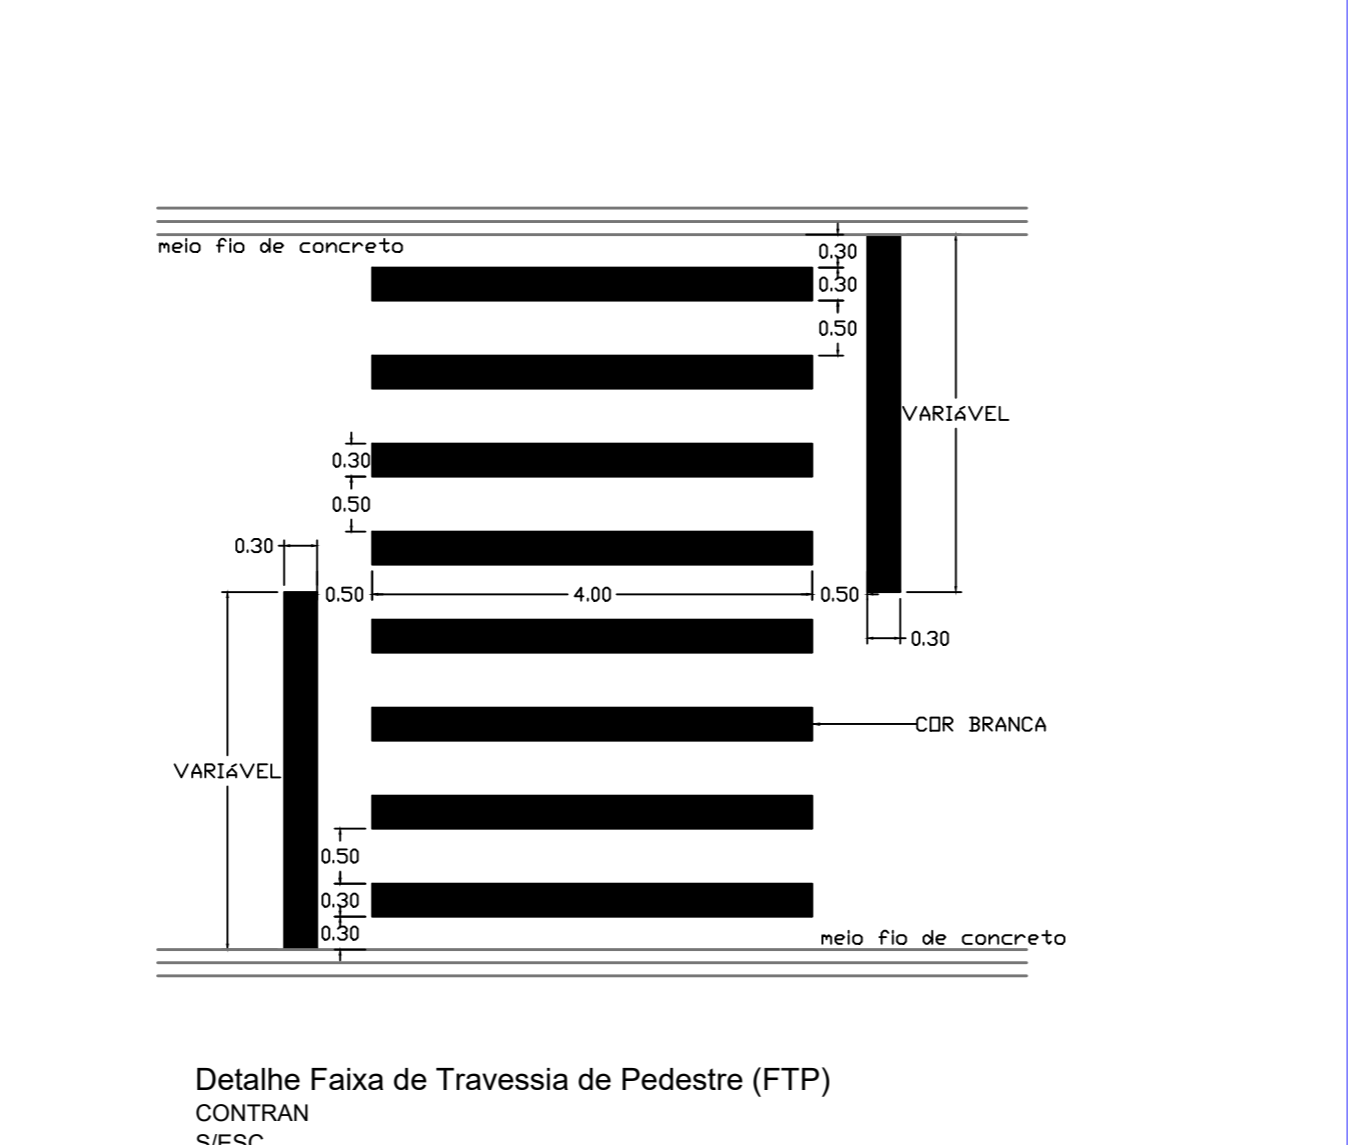 meio fio de concreto
0.30
0.30
0.50
VARIáVEL
0.30
0.50
0.30
0.50
4.00
0.50
0.30
COR BRANCA
VARIáVEL
0.50
0.30
0.30
meio fio de concreto
Detalhe Faixa de Travessia de Pedestre (FTP)
CONTRAN
S/ESC